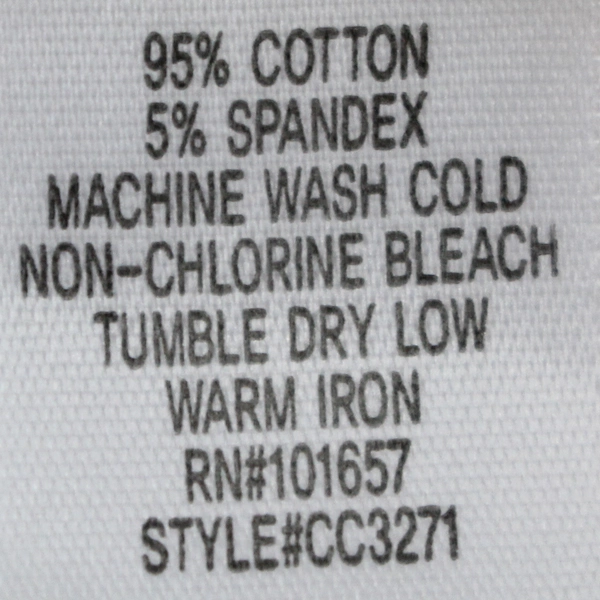 95% COTTON
5% SPANDEX
MACHINE WASH COLD
NON-CHLORINE BLEACH
TUMBLE DRY LOW
WARM IRON
RN#101657
STYLE#CC3271